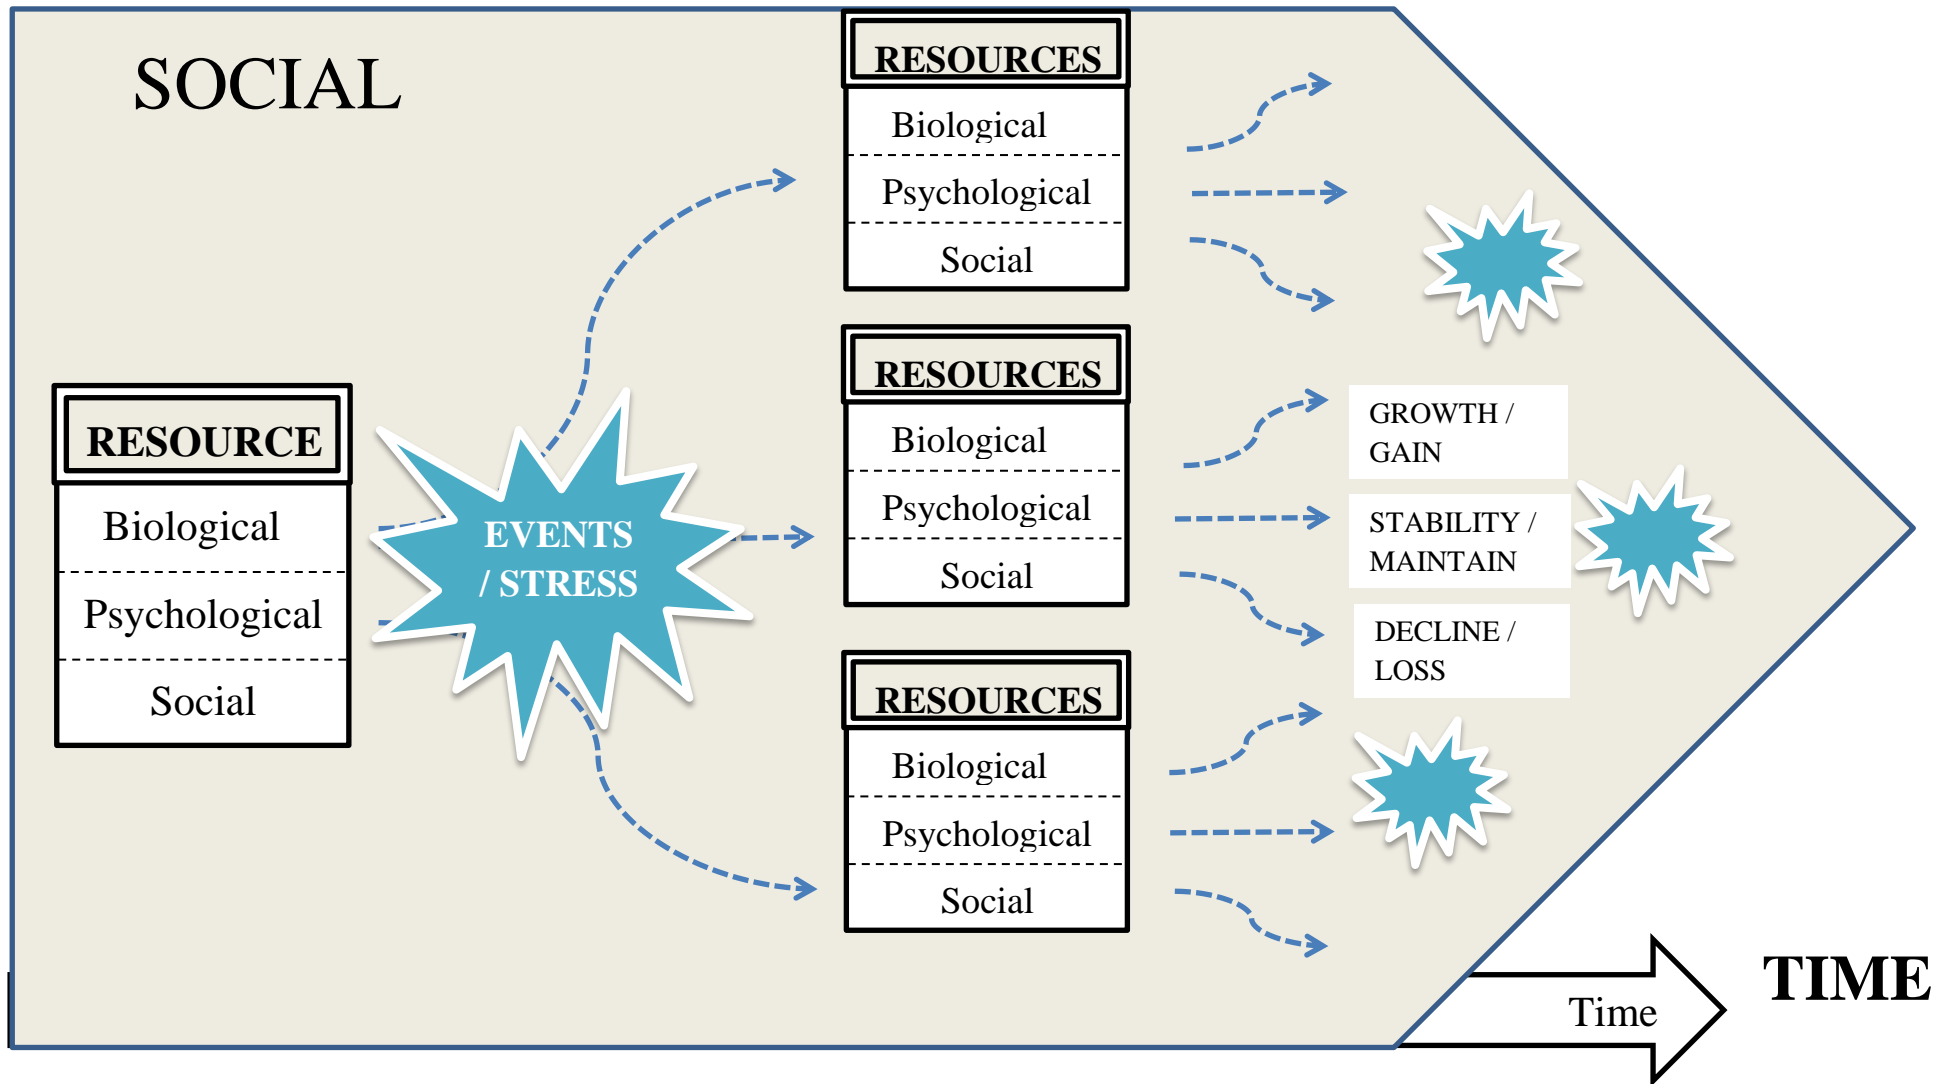 SOCIAL
RESOURCE
Biological
Psychological
Social
EVENTS
/ STRESS
RESOURCES
Biological
Psychological
Social
RESOURCES
Biological
Psychological
Social
RESOURCES
Biological
Psychological
Social
GROWTH /
GAIN
STABILITY /
MAINTAIN
DECLINE /
LOSS
Time
TIME